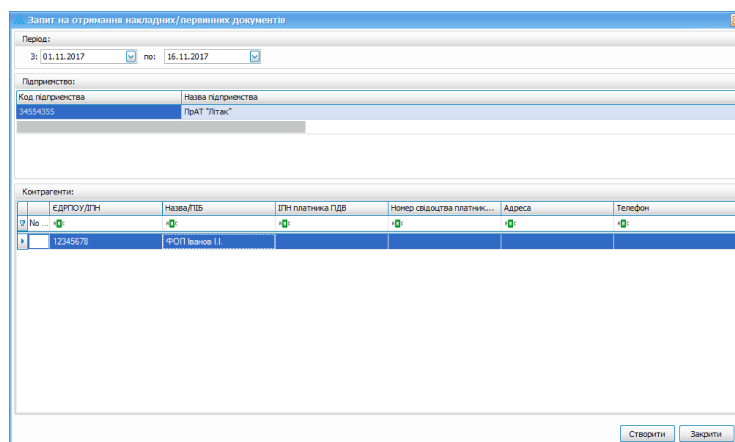 Запит на отримання накладних/первинних документів
Період:
З: 01.11.2017 по: 16.11.2017
Підприємство:
Код підприємства Назва підприємства
34554355 ПрАТ "Літак"
Контрагенти:
ЄДРПОУ/ІПН Назва/ПІБ ІПН платника ПДВ Номер свідоцтва платник... Адреса Телефон
No ...
12345678 ФОП Іванов І.І.
Створити Закрити